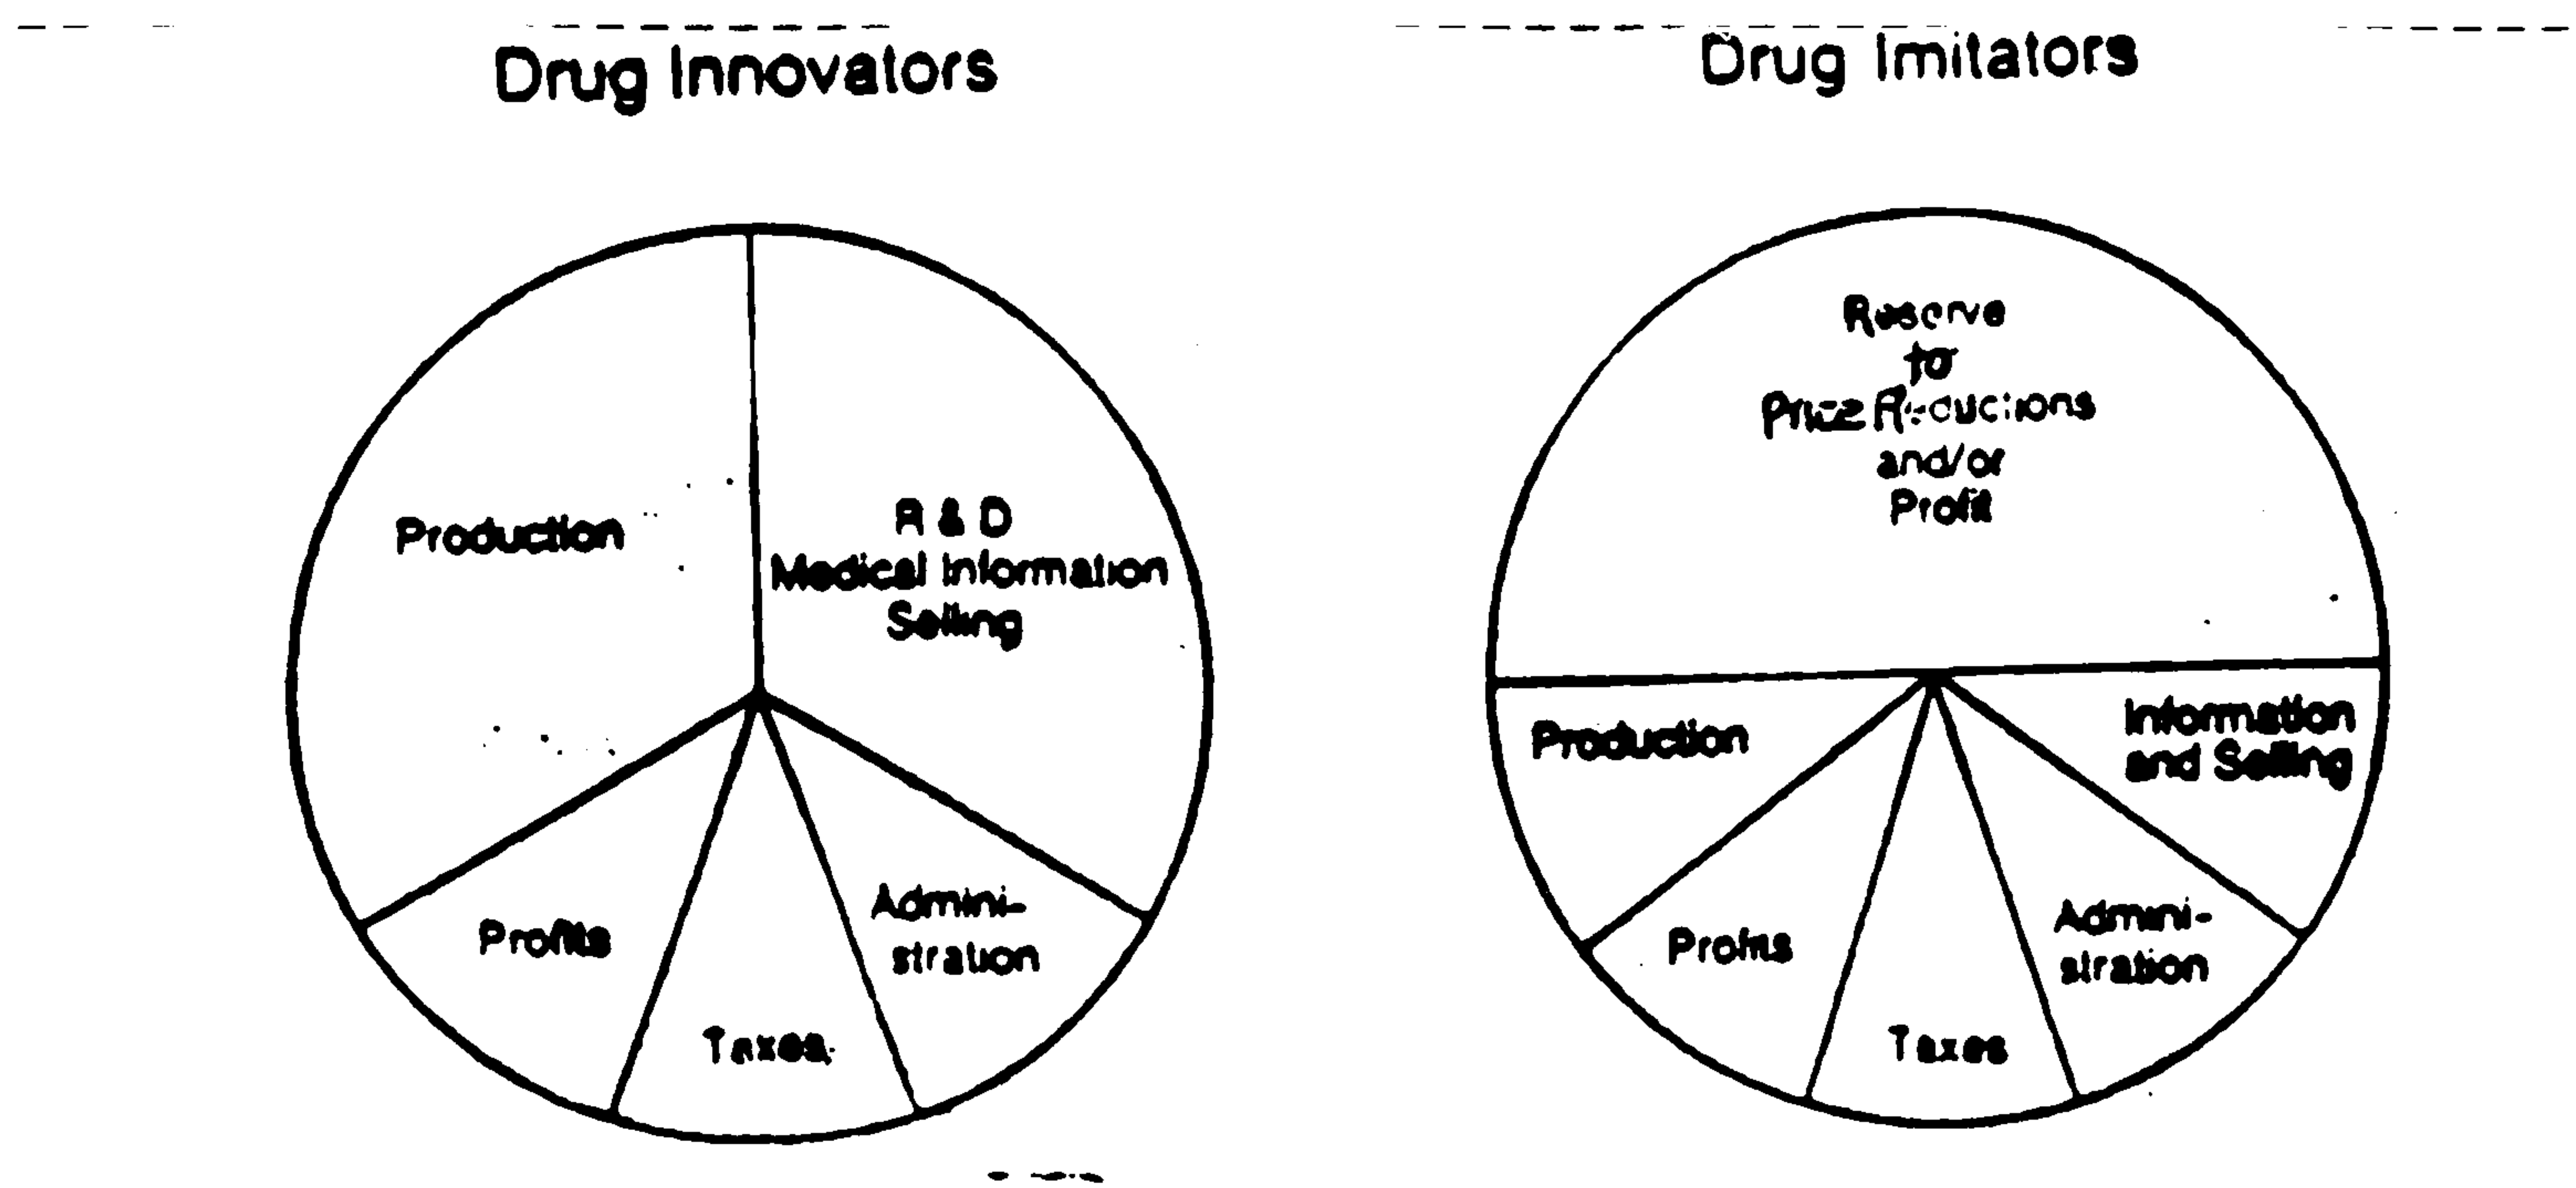 Drug Innovators
Production
R & D
Medical Information
Selling
Profits
Taxes
Admini-
stration
Drug Imitators
Reserve
to
Price Reductions
and/or
Profit
Production
Information
and Selling
Profits
Taxes
Admini-
stration